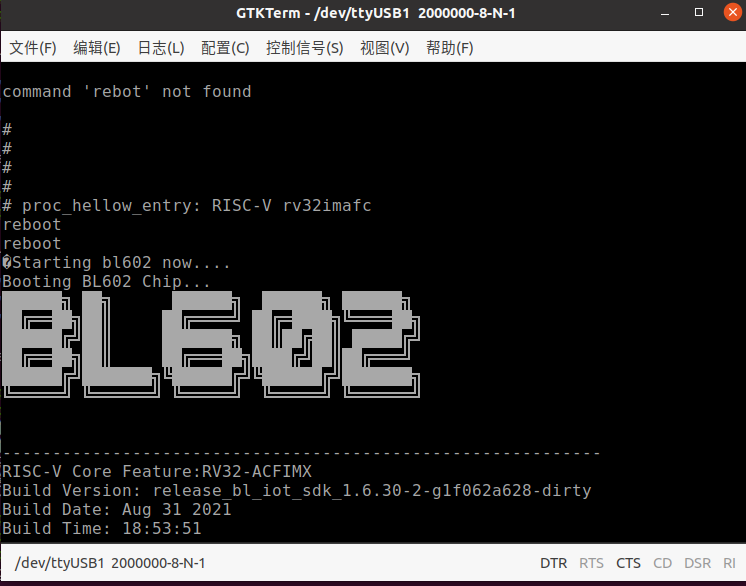 GTKTerm - /dev/ttyUSB1 2000000-8-N-1
文件(F) 编辑(E) 日志(L) 配置(C) 控制信号(S) 视图(V) 帮助(F)
command 'rebot' not found
#
#
#
#
# proc_hellow_entry: RISC-V rv32imafc
reboot
reboot
�Starting bl602 now....
Booting BL602 Chip...
BL602
------------------------------------------------------------
RISC-V Core Feature:RV32-ACFIMX
Build Version: release_bl_iot_sdk_1.6.30-2-g1f062a628-dirty
Build Date: Aug 31 2021
Build Time: 18:53:51
/dev/ttyUSB1 2000000-8-N-1 DTR RTS CTS CD DSR RI